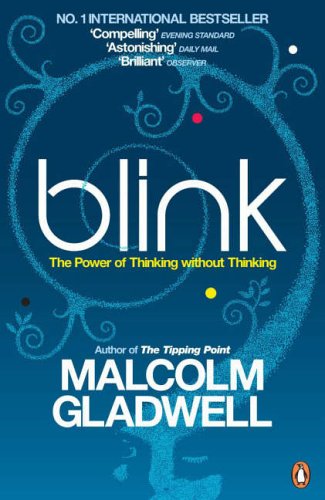 NO. 1 INTERNATIONAL BESTSELLER
‘Compelling’ EVENING STANDARD
‘Astonishing’ DAILY MAIL
‘Brilliant’ OBSERVER
blink
The Power of Thinking without Thinking
Author of The Tipping Point
MALCOLM
GLADWELL